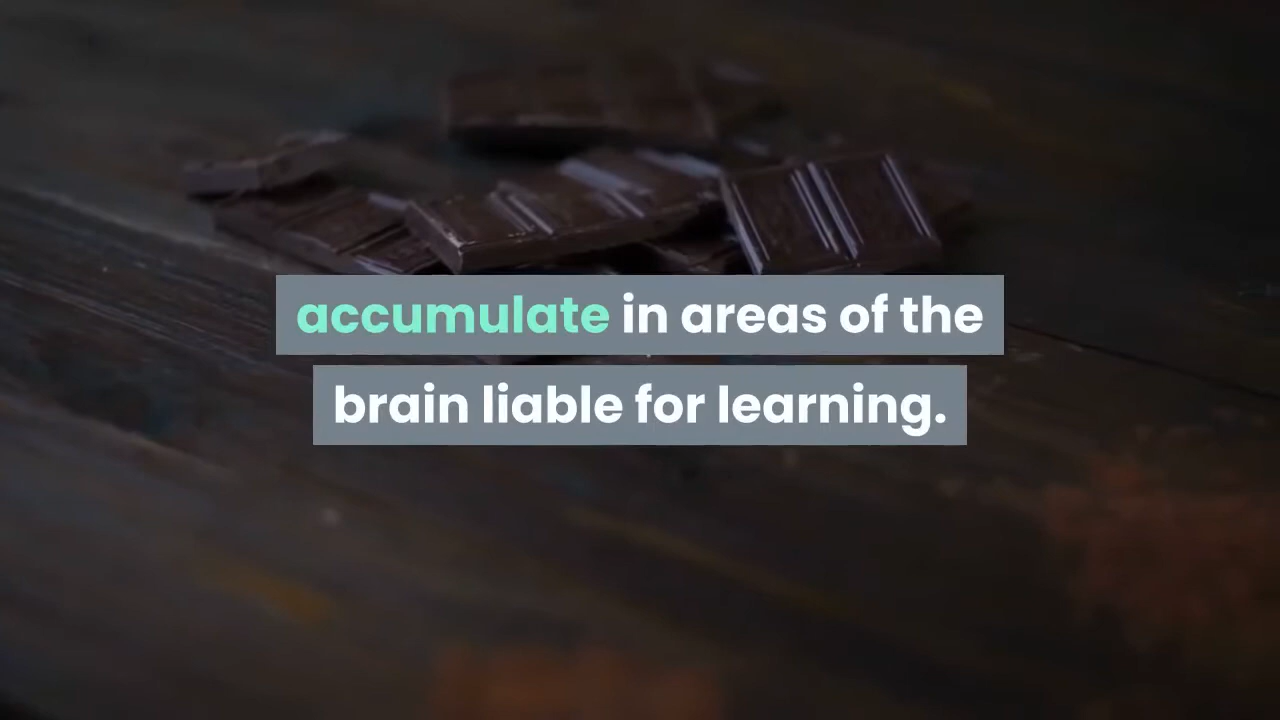 accumulate in areas of the
brain liable for learning.